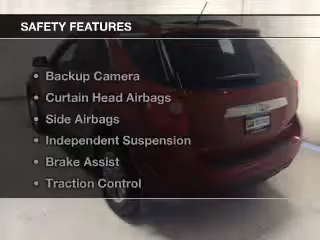 SAFETY FEATURES
• Backup Camera
• Curtain Head Airbags
• Side Airbags
• Independent Suspension
• Brake Assist
• Traction Control